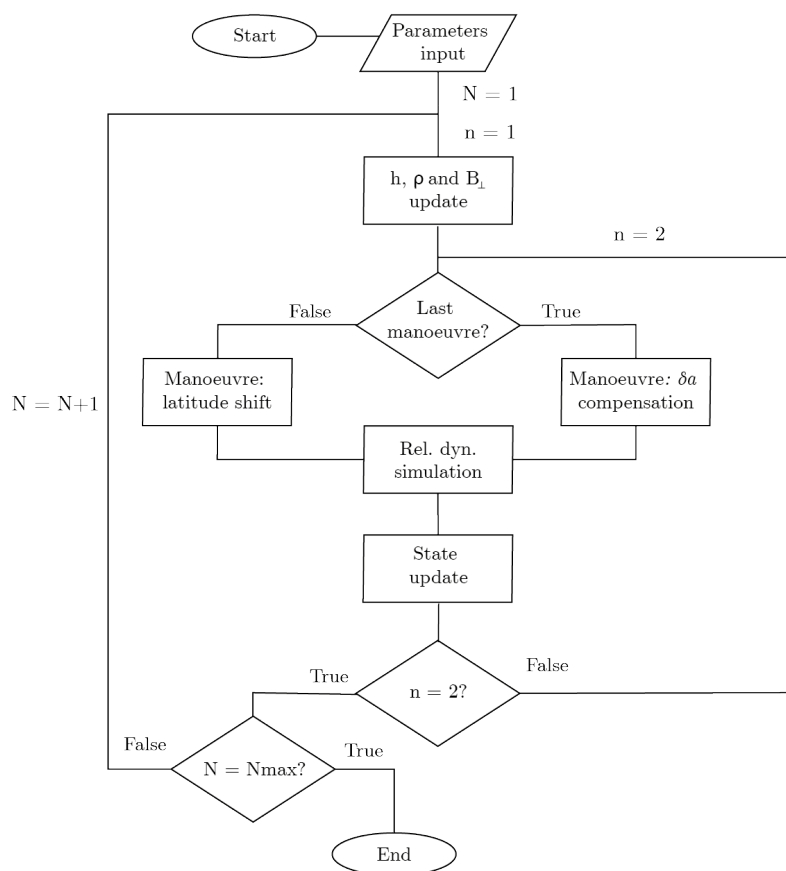 Start
Parameters
input
N = 1
n = 1
h, ρ and B⊥
update
n = 2
False
Last
manoeuvre?
True
Manoeuvre:
latitude shift
Manoeuvre: δa
compensation
N = N+1
Rel. dyn.
simulation
State
update
True
n = 2?
False
False
N = Nmax?
True
End